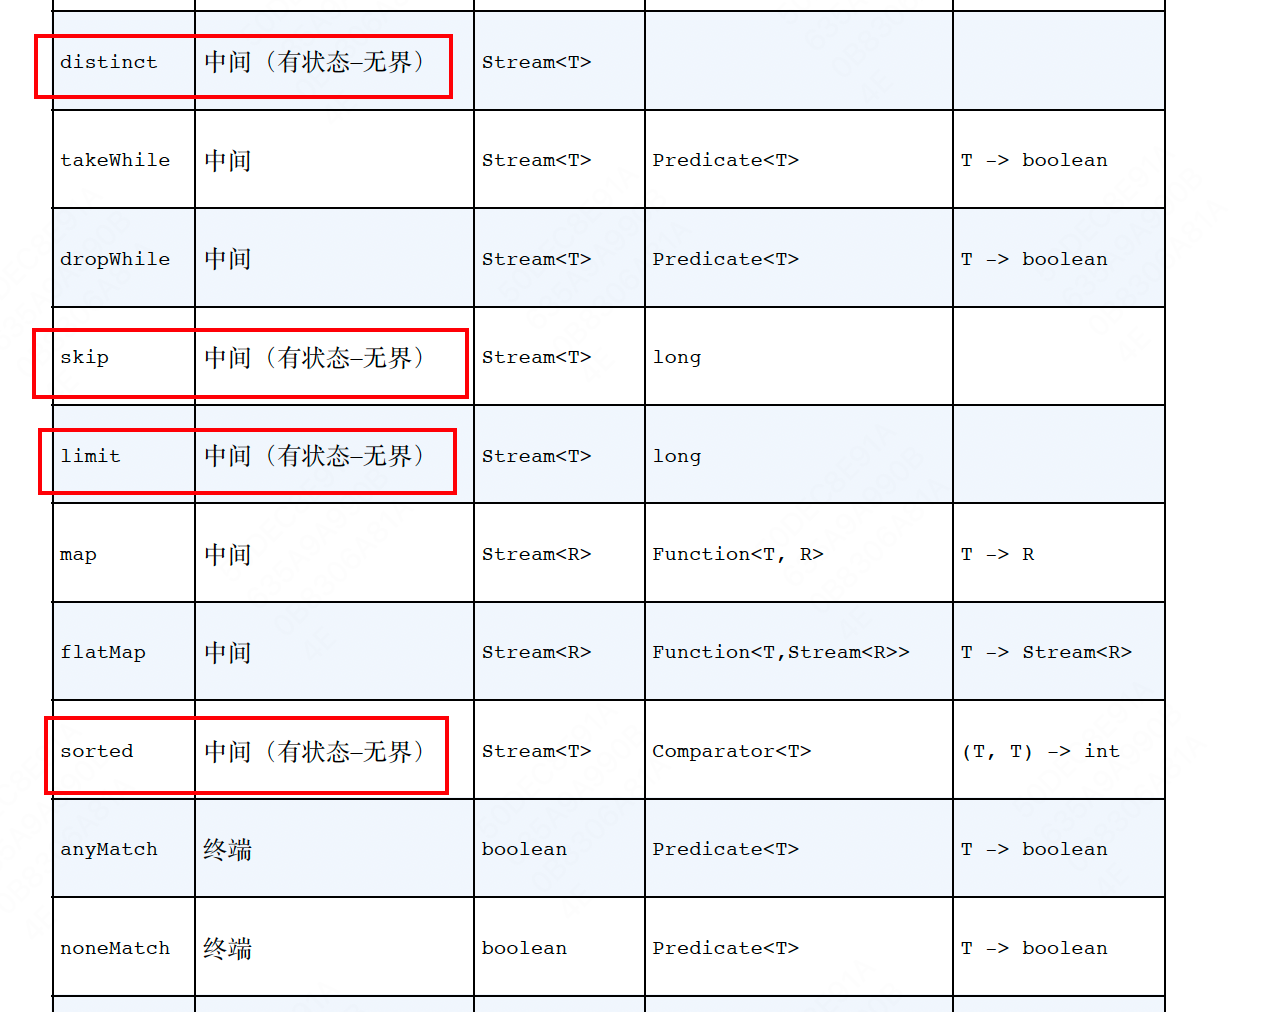 distinct 中间（有状态–无界） Stream<T>
takeWhile 中间 Stream<T> Predicate<T> T -> boolean
dropWhile 中间 Stream<T> Predicate<T> T -> boolean
skip 中间（有状态–无界） Stream<T> long
limit 中间（有状态–无界） Stream<T> long
map 中间 Stream<R> Function<T, R> T -> R
flatMap 中间 Stream<R> Function<T,Stream<R>> T -> Stream<R>
sorted 中间（有状态–无界） Stream<T> Comparator<T> (T, T) -> int
anyMatch 终端 boolean Predicate<T> T -> boolean
noneMatch 终端 boolean Predicate<T> T -> boolean